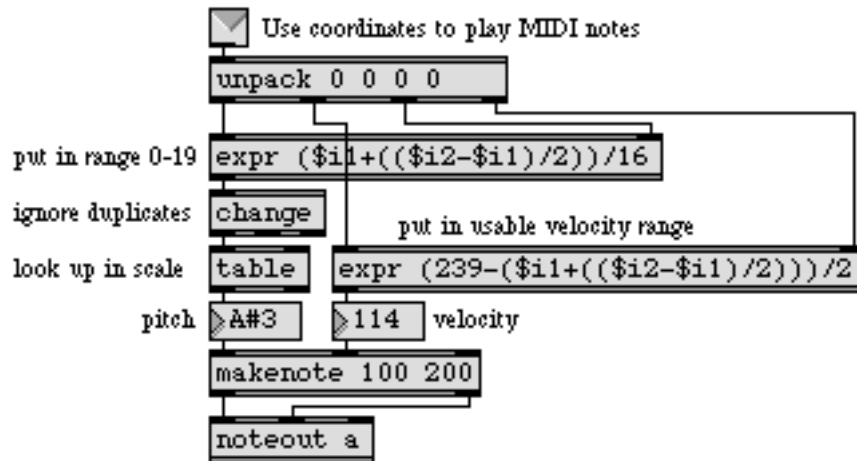 Use coordinates to play MIDI notes
unpack 0 0 0 0
put in range 0-19
expr ($i1+(($i2-$i1)/2))/16
ignore duplicates
change
put in usable velocity range
look up in scale
table
expr (239-($i1+(($i2-$i1)/2)))/2
pitch
A#3
114
velocity
makenote 100 200
noteout a